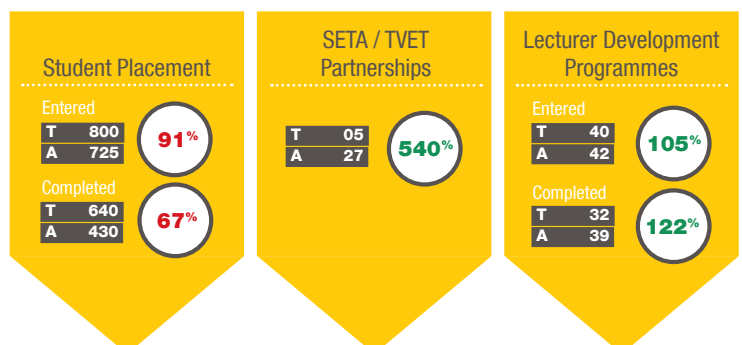 Student Placement
Entered
T 800
A 725
91%
Completed
T 640
A 430
67%
SETA / TVET
Partnerships
T 05
A 27
540%
Lecturer Development
Programmes
Entered
T 40
A 42
105%
Completed
T 32
A 39
122%